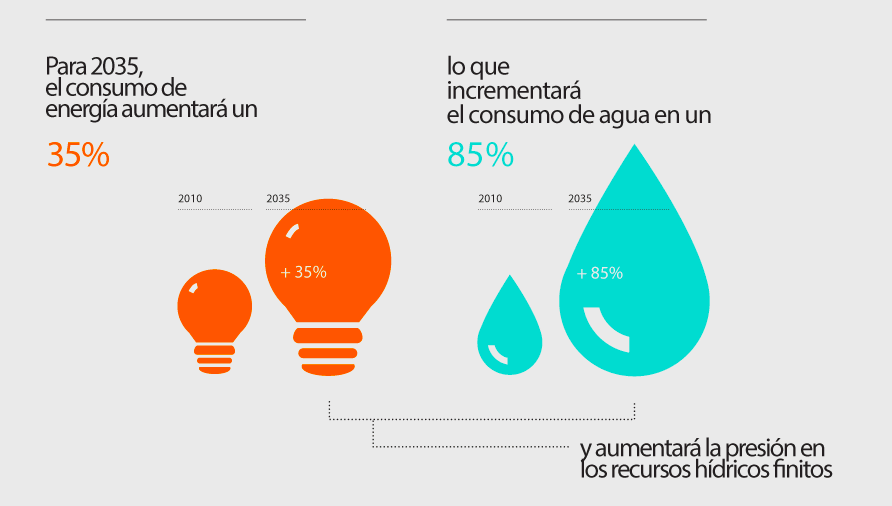 Para 2035,
el consumo de
energía aumentará un
35%
2010
2035
+ 35%
lo que
incrementará
el consumo de agua en un
85%
2010
2035
+ 85%
y aumentará la presión en
los recursos hídricos finitos